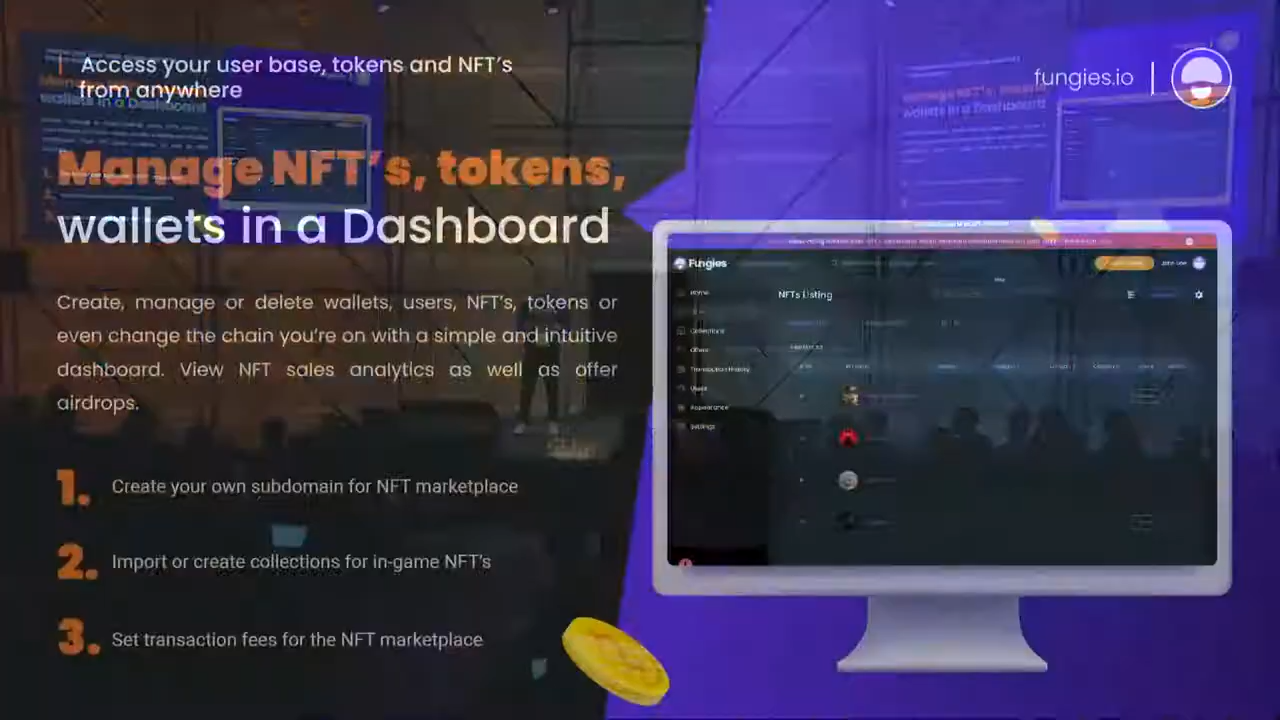 Access your user base, tokens and NFT's
from anywhere
fungies.io
Manage NFT's, tokens,
wallets in a Dashboard
Create, manage or delete wallets, users, NFT's, tokens or
even change the chain you're on with a simple and intuitive
dashboard. View NFT sales analytics as well as offer
airdrops.
1. Create your own subdomain for NFT marketplace
2. Import or create collections for in-game NFT's
3. Set transaction fees for the NFT marketplace
Fungies
NFTs Listing
Home
Collections
Offers
Transaction History
Users
Appearance
Settings